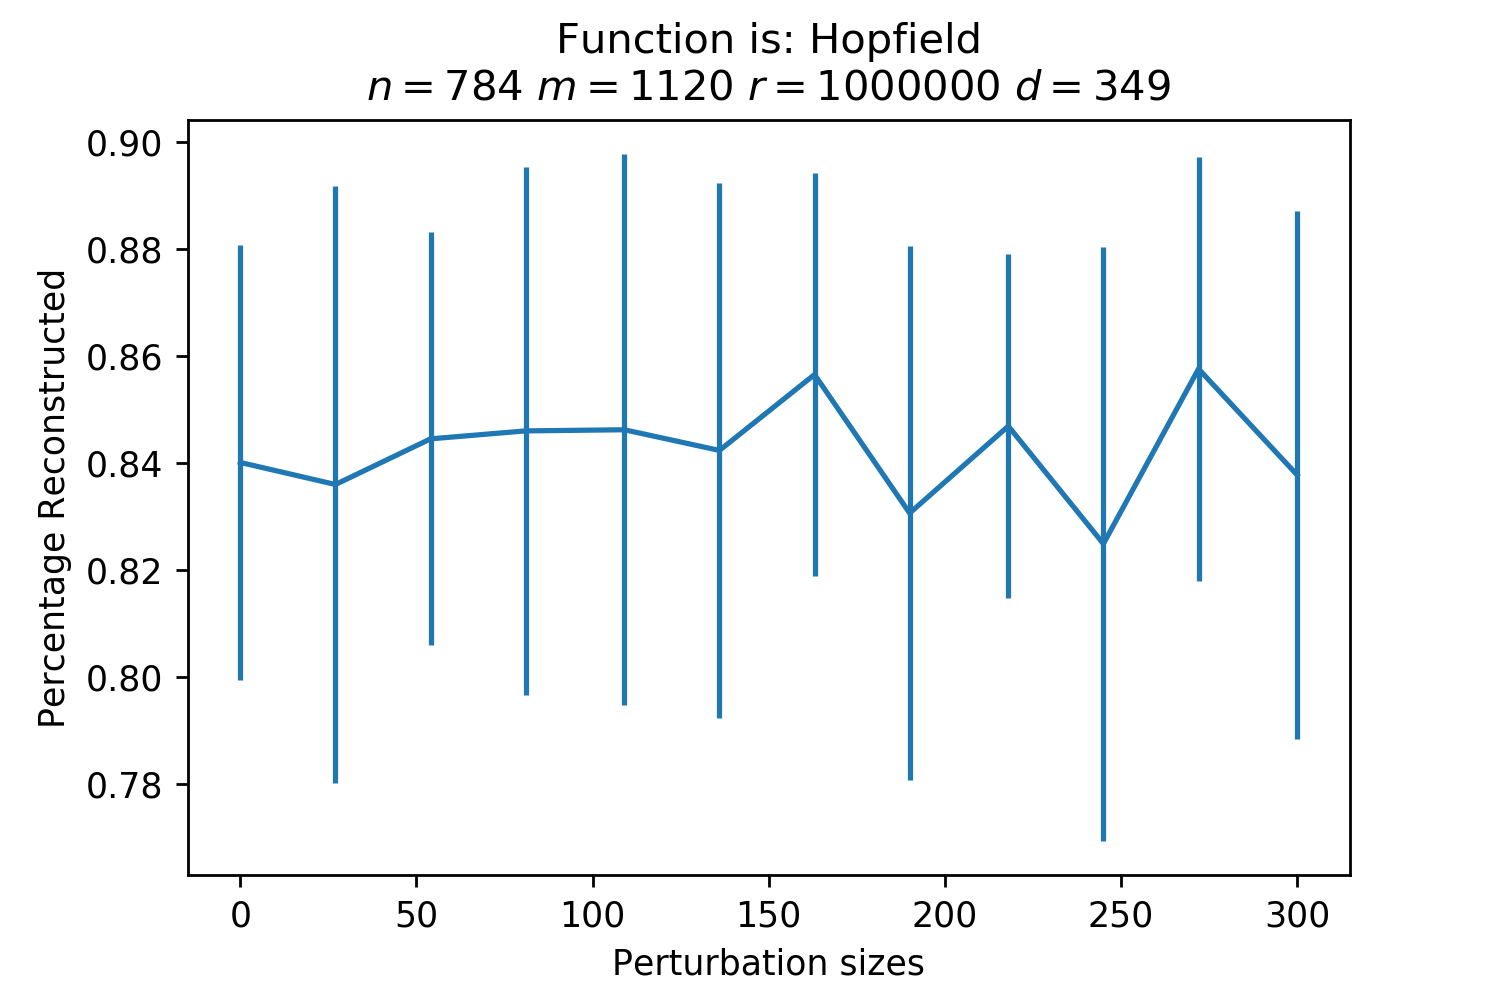 Function is: Hopfield
n = 784 m = 1120 r = 1000000 d = 349
Percentage Reconstructed
0.90
0.88
0.86
0.84
0.82
0.80
0.78
0 50 100 150 200 250 300
Perturbation sizes